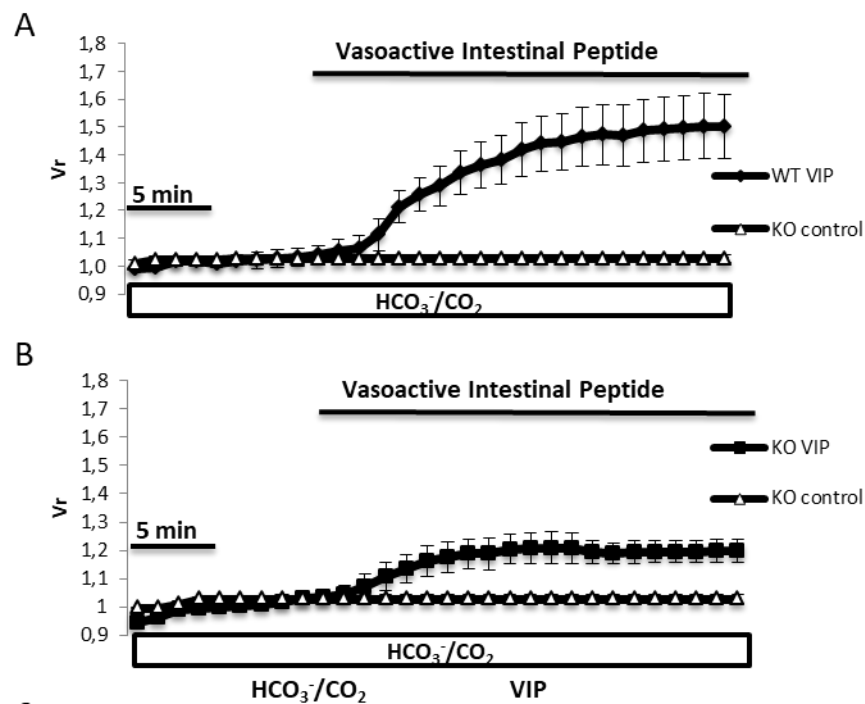 A
1,8
1,7
1,6
1,5
1,4
1,3
1,2
1,1
1,0
0,9
Vr
Vasoactive Intestinal Peptide
5 min
WT VIP
KO control
HCO₃⁻/CO₂
B
1,8
1,7
1,6
1,5
1,4
1,3
1,2
1,1
1
0,9
Vr
Vasoactive Intestinal Peptide
5 min
KO VIP
KO control
HCO₃⁻/CO₂
HCO₃⁻/CO₂ VIP